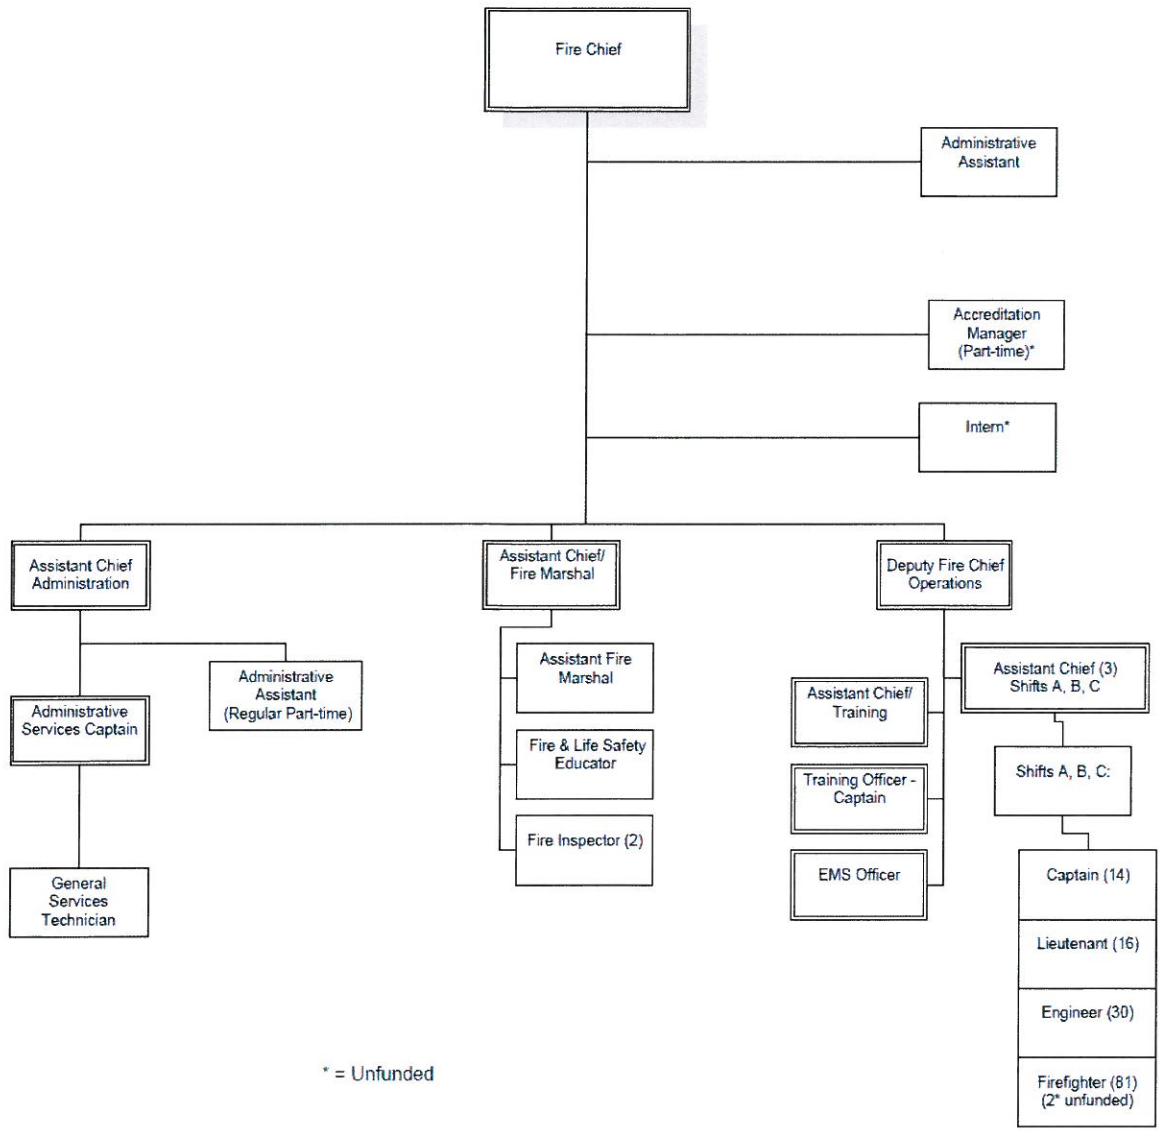 Fire Chief
Administrative
Assistant
Accreditation
Manager
(Part-time)*
Intern*
Assistant Chief
Administration
Assistant Chief/
Fire Marshal
Deputy Fire Chief
Operations
Administrative
Services Captain
Administrative
Assistant
(Regular Part-time)
General
Services
Technician
Assistant Fire
Marshal
Fire & Life Safety
Educator
Fire Inspector (2)
Assistant Chief/
Training
Training Officer -
Captain
EMS Officer
Assistant Chief (3)
Shifts A, B, C
Shifts A, B, C:
Captain (14)
Lieutenant (16)
Engineer (30)
Firefighter (81)
(2* unfunded)
* = Unfunded